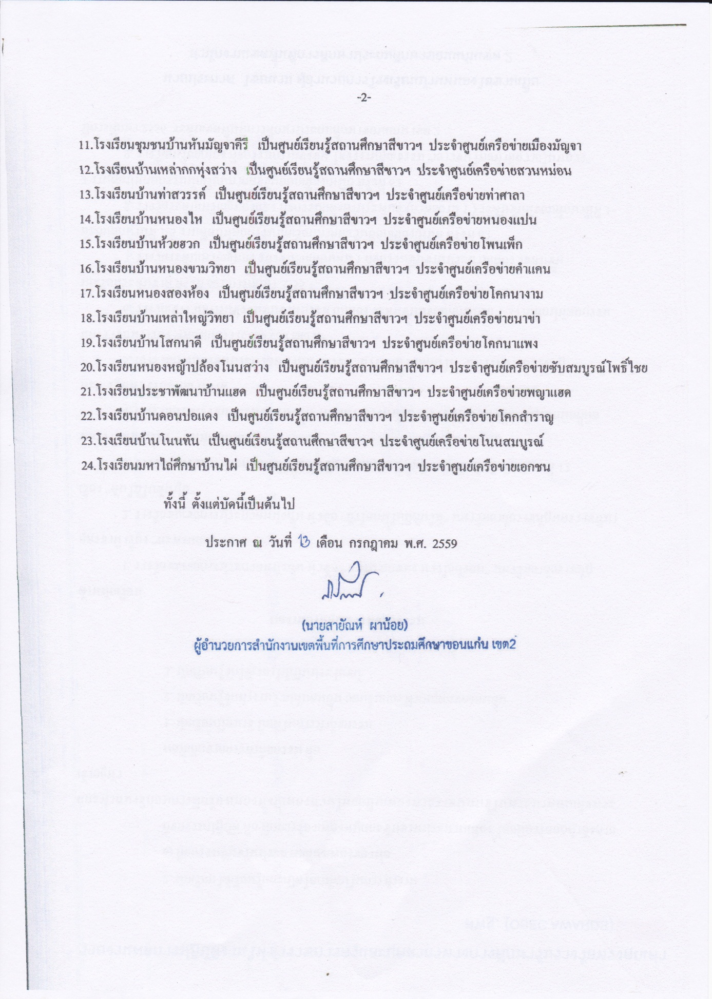 -2-
11.โรงเรียนชุมชนบ้านหันมัญจาคีรี เป็นศูนย์เรียนรู้สถานศึกษาสีขาวฯ ประจำศูนย์เครือข่ายเมืองมัญจา
12.โรงเรียนบ้านเหล่ากกหุ่งสว่าง เป็นศูนย์เรียนรู้สถานศึกษาสีขาวฯ ประจำศูนย์เครือข่ายสวนหม่อน
13.โรงเรียนบ้านท่าสวรรค์ เป็นศูนย์เรียนรู้สถานศึกษาสีขาวฯ ประจำศูนย์เครือข่ายท่าศาลา
14.โรงเรียนบ้านหนองไห เป็นศูนย์เรียนรู้สถานศึกษาสีขาวฯ ประจำศูนย์เครือข่ายหนองแปน
15.โรงเรียนบ้านห้วยฮวก เป็นศูนย์เรียนรู้สถานศึกษาสีขาวฯ ประจำศูนย์เครือข่ายโพนเพ็ก
16.โรงเรียนบ้านหนองขามวิทยา เป็นศูนย์เรียนรู้สถานศึกษาสีขาวฯ ประจำศูนย์เครือข่ายคำแคน
17.โรงเรียนหนองสองห้อง เป็นศูนย์เรียนรู้สถานศึกษาสีขาวฯ ประจำศูนย์เครือข่ายโคกนางาม
18.โรงเรียนบ้านเหล่าใหญ่วิทยา เป็นศูนย์เรียนรู้สถานศึกษาสีขาวฯ ประจำศูนย์เครือข่ายนาข่า
19.โรงเรียนบ้านโสกนาดี เป็นศูนย์เรียนรู้สถานศึกษาสีขาวฯ ประจำศูนย์เครือข่ายโคกนาแพง
20.โรงเรียนหนองหญ้าปล้องโนนสว่าง เป็นศูนย์เรียนรู้สถานศึกษาสีขาวฯ ประจำศูนย์เครือข่ายซับสมบูรณ์โพธิ์ไชย
21.โรงเรียนประชาพัฒนาบ้านแฮด เป็นศูนย์เรียนรู้สถานศึกษาสีขาวฯ ประจำศูนย์เครือข่ายพญาแฮด
22.โรงเรียนบ้านดอนปอแดง เป็นศูนย์เรียนรู้สถานศึกษาสีขาวฯ ประจำศูนย์เครือข่ายโคกสำราญ
23.โรงเรียนบ้านโนนทัน เป็นศูนย์เรียนรู้สถานศึกษาสีขาวฯ ประจำศูนย์เครือข่ายโนนสมบูรณ์
24.โรงเรียนมหาไถ่ศึกษาบ้านไผ่ เป็นศูนย์เรียนรู้สถานศึกษาสีขาวฯ ประจำศูนย์เครือข่ายเอกชน
ทั้งนี้ ตั้งแต่บัดนี้เป็นต้นไป
ประกาศ ณ วันที่ 13 เดือน กรกฎาคม พ.ศ. 2559
(นายสายัณห์ ผาน้อย)
ผู้อำนวยการสำนักงานเขตพื้นที่การศึกษาประถมศึกษาขอนแก่น เขต2